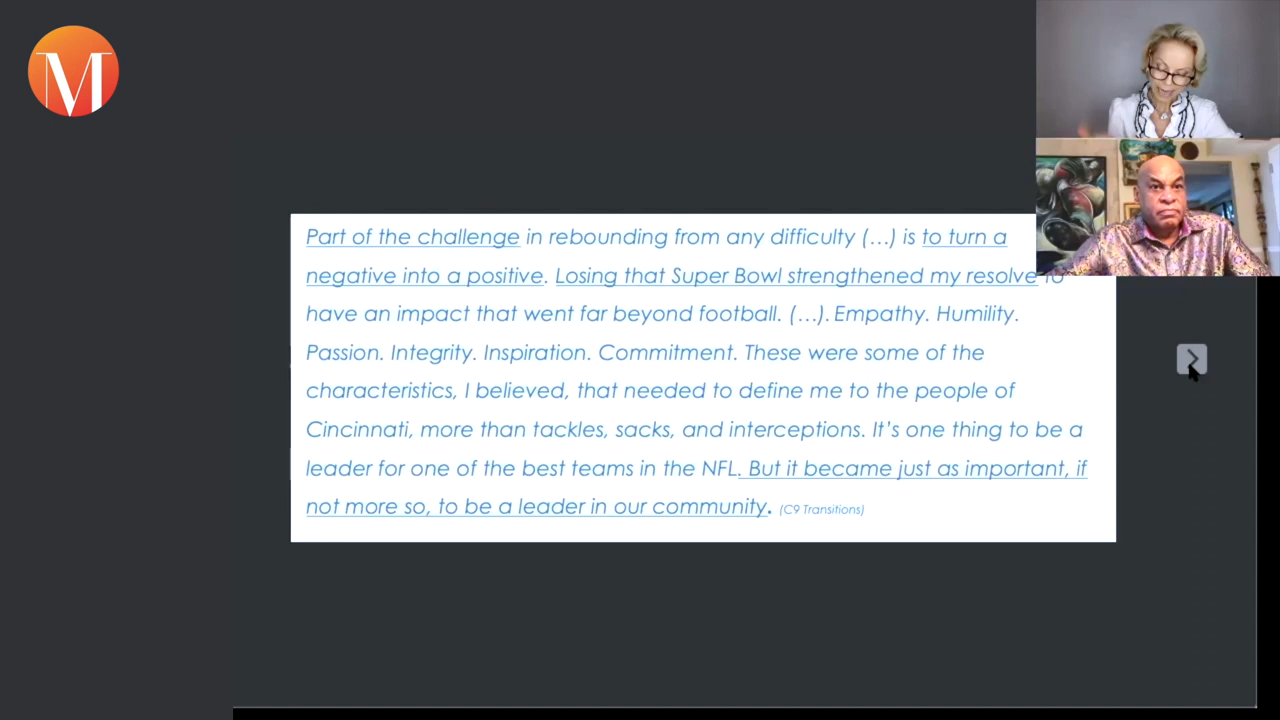 M
Part of the challenge in rebounding from any difficulty (…) is to turn a
negative into a positive. Losing that Super Bowl strengthened my resolve to
have an impact that went far beyond football. (…). Empathy. Humility.
Passion. Integrity. Inspiration. Commitment. These were some of the
characteristics, I believed, that needed to define me to the people of
Cincinnati, more than tackles, sacks, and interceptions. It’s one thing to be a
leader for one of the best teams in the NFL. But it became just as important, if
not more so, to be a leader in our community. (C9 Transitions)